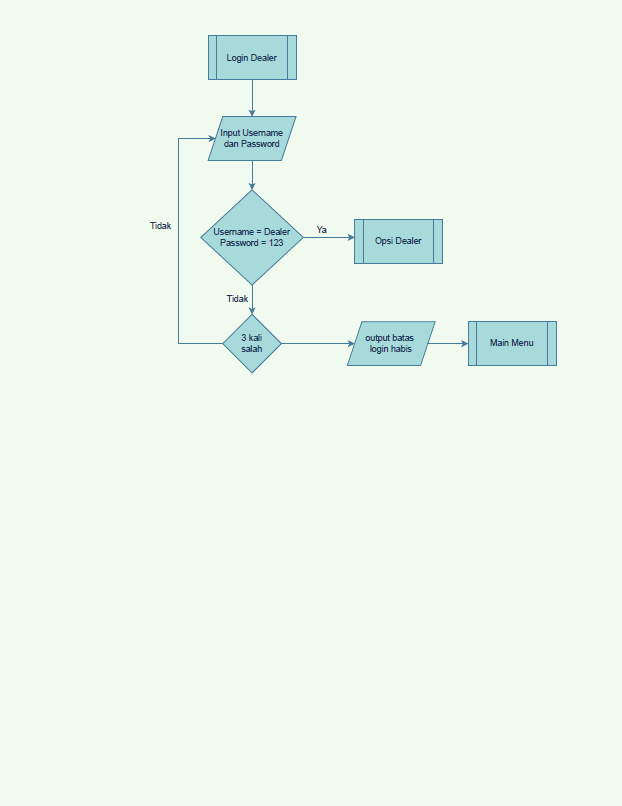 Login Dealer
Input Username
dan Password
Tidak
Username = Dealer
Password = 123
Ya
Opsi Dealer
Tidak
3 kali
salah
output batas
login habis
Main Menu